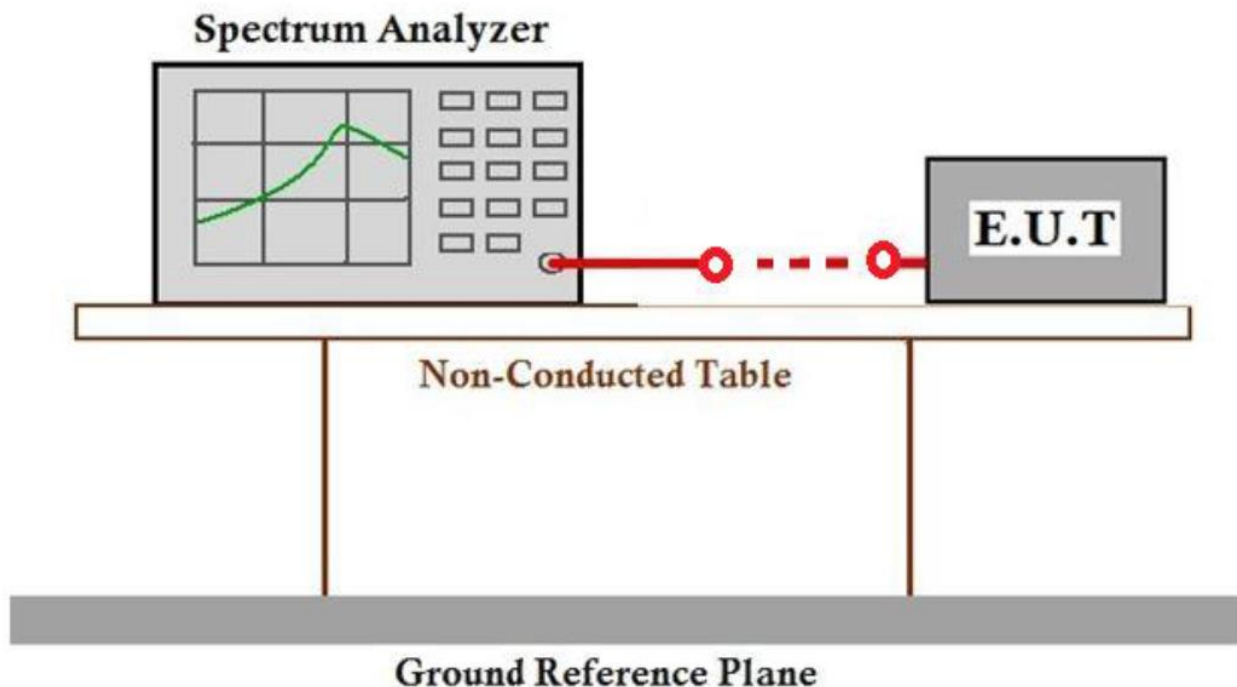 Spectrum Analyzer
E.U.T
Non-Conducted Table
Ground Reference Plane